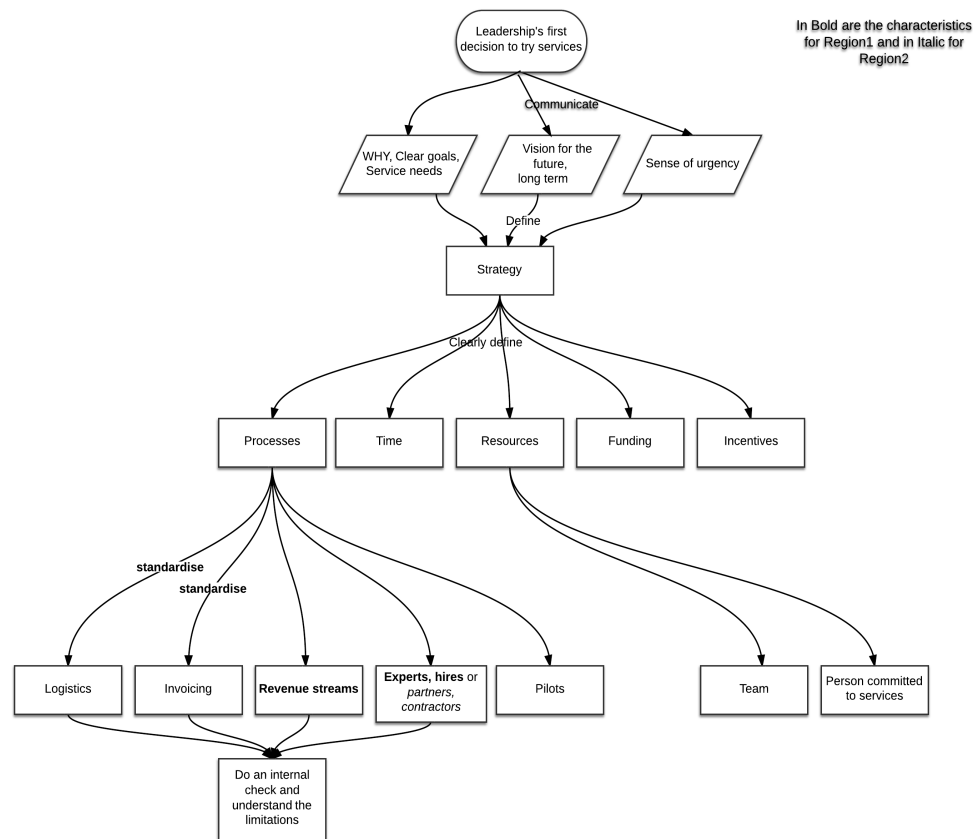 Leadership's first
decision to try services
In Bold are the characteristics
for Region1 and in Italic for
Region2
Communicate
WHY, Clear goals,
Service needs
Vision for the
future,
long term
Sense of urgency
Define
Strategy
Clearly define
Processes
Time
Resources
Funding
Incentives
standardise
standardise
Logistics
Invoicing
Revenue streams
Experts, hires or
partners,
contractors
Pilots
Team
Person committed
to services
Do an internal
check and
understand the
limitations